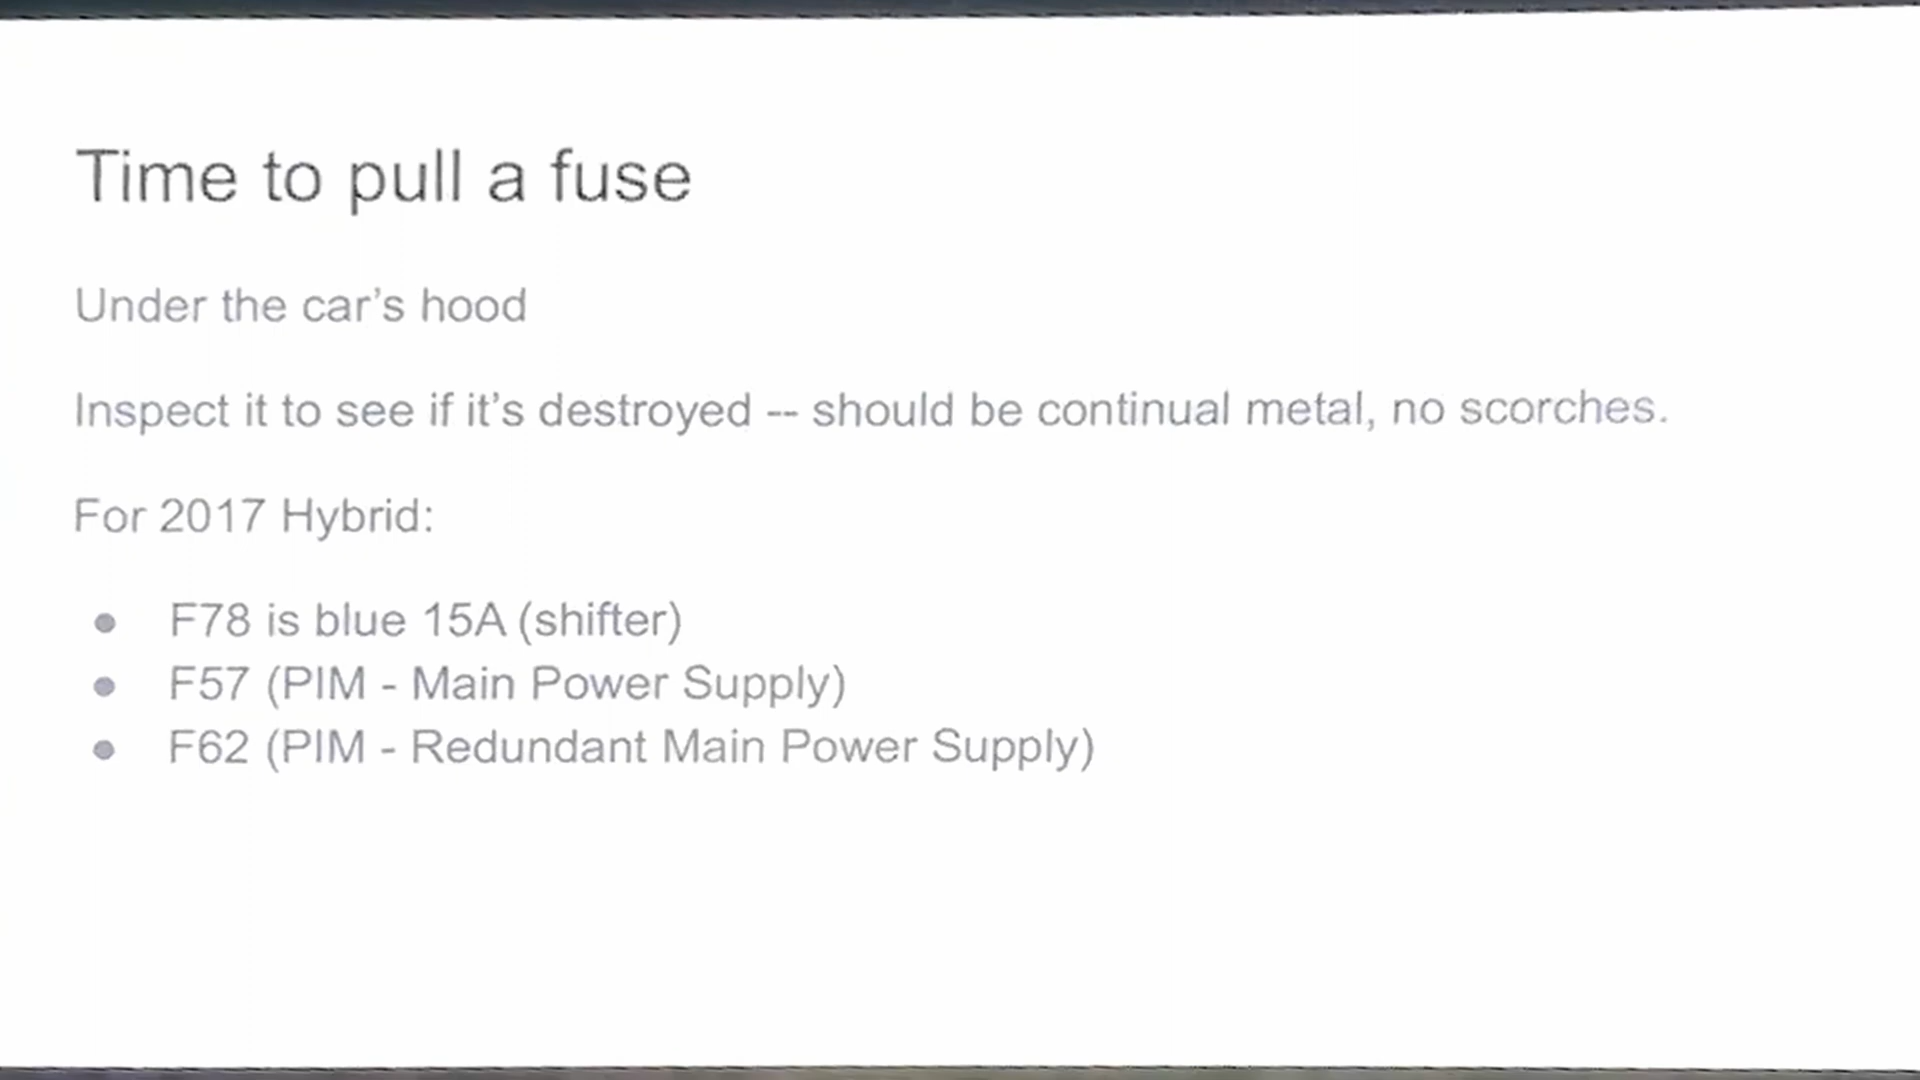 Time to pull a fuse
Under the car's hood
Inspect it to see if it's destroyed -- should be continual metal, no scorches.
For 2017 Hybrid:
● F78 is blue 15A (shifter)
● F57 (PIM - Main Power Supply)
● F62 (PIM - Redundant Main Power Supply)